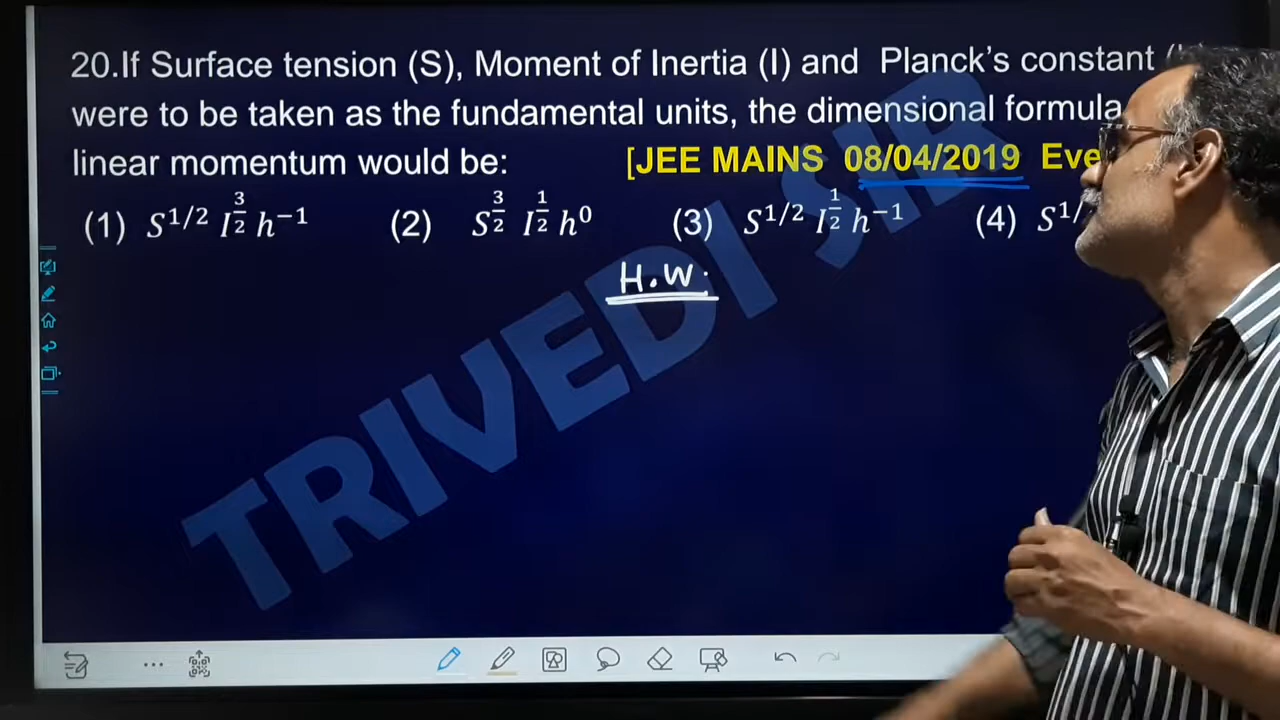 20.If Surface tension (S), Moment of Inertia (I) and Planck's constant (
were to be taken as the fundamental units, the dimensional formula
linear momentum would be: [JEE MAINS 08/04/2019 Eve
(1) S^{1/2} I^{3/2} h^{-1} (2) S^{3/2} I^{1/2} h^{0} (3) S^{1/2} I^{1/2} h^{-1} (4) S^{1/
H.W.
TRIVEDI SIR